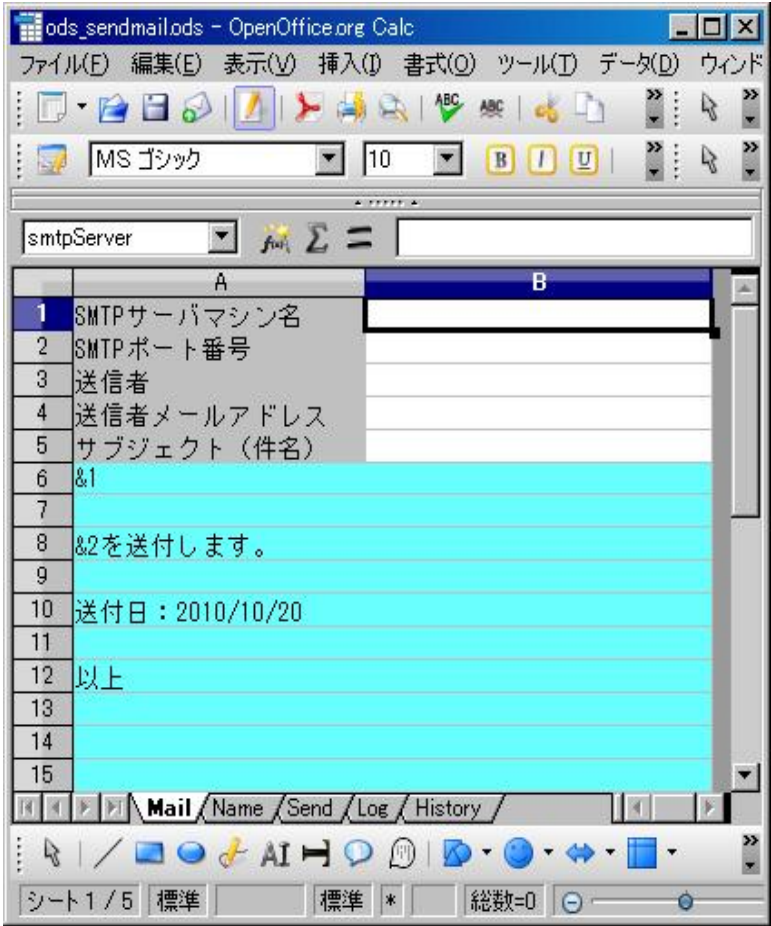 ods_sendmail.ods - OpenOffice.org Calc
ファイル(F) 編集(E) 表示(V) 挿入(I) 書式(O) ツール(T) データ(D) ウィンド
ABC ABC
MS ゴシック 10 B I U
smtpServer f(x) Σ =
A B
1 SMTPサーバマシン名
2 SMTPポート番号
3 送信者
4 送信者メールアドレス
5 サブジェクト（件名）
6 &1
7
8 &2を送付します。
9
10 送付日：2010/10/20
11
12 以上
13
14
15
Mail Name Send Log History
AI
シート 1 / 5 標準 標準 * 総数=0